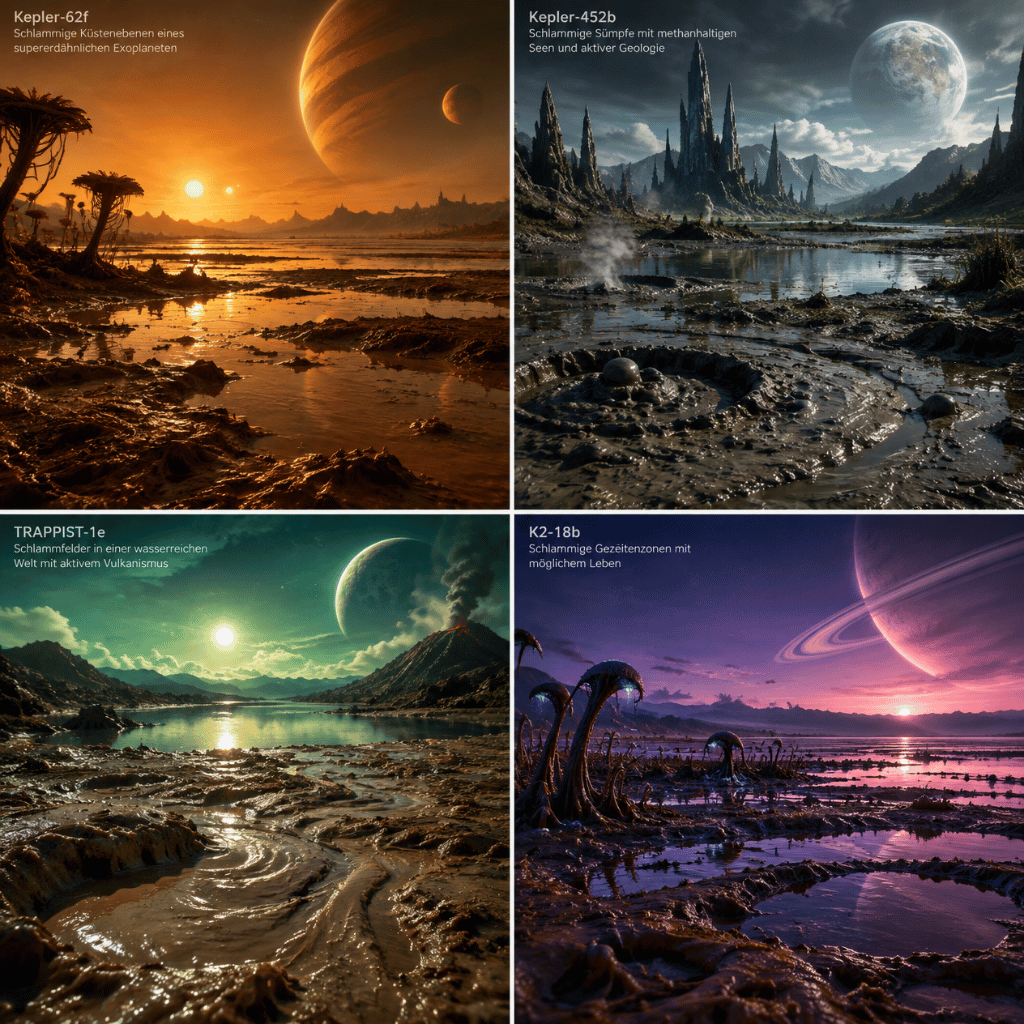 Kepler-62f
Schlammige Küstenebenen eines
supererdähnlichen Exoplaneten
Kepler-452b
Schlammige Sümpfe mit methanhaltigen
Seen und aktiver Geologie
TRAPPIST-1e
Schlammfelder in einer wasserreichen
Welt mit aktivem Vulkanismus
K2-18b
Schlammige Gezeitenzonen mit
möglichem Leben